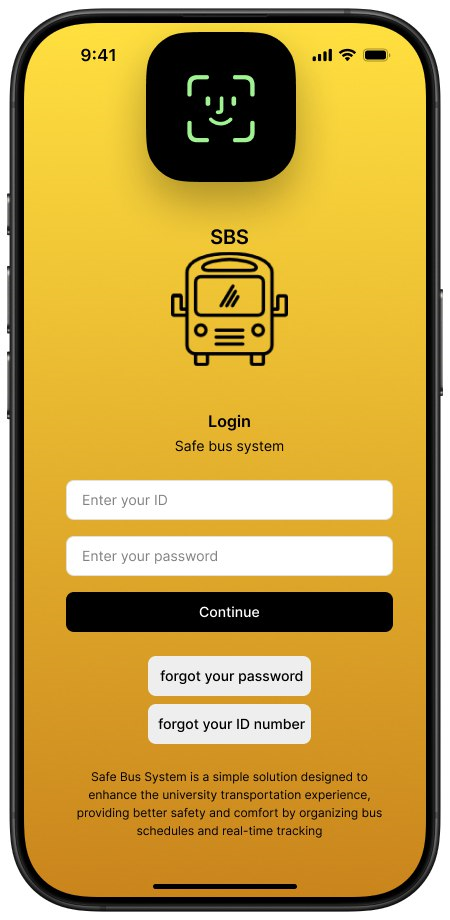 9:41
SBS
Login
Safe bus system
Enter your ID
Enter your password
Continue
forgot your password
forgot your ID number
Safe Bus System is a simple solution designed to
enhance the university transportation experience,
providing better safety and comfort by organizing bus
schedules and real-time tracking